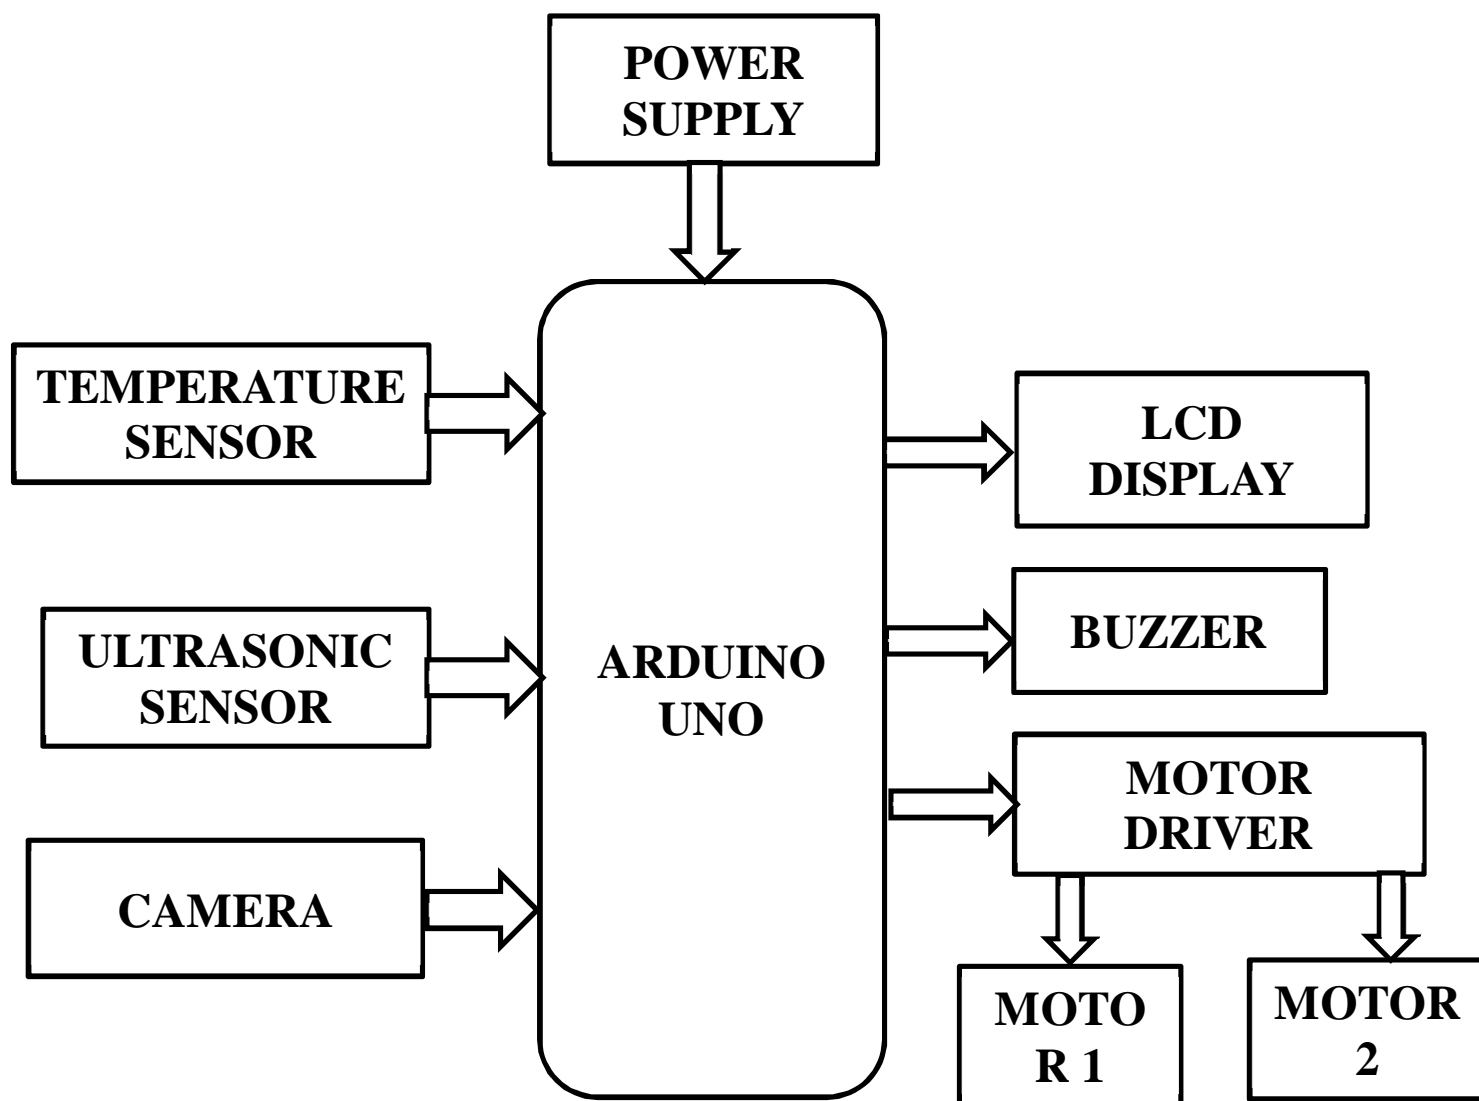 POWER
SUPPLY
TEMPERATURE
SENSOR
LCD
DISPLAY
ULTRASONIC
SENSOR
ARDUINO
UNO
BUZZER
MOTOR
DRIVER
CAMERA
MOTO
R 1
MOTOR
2